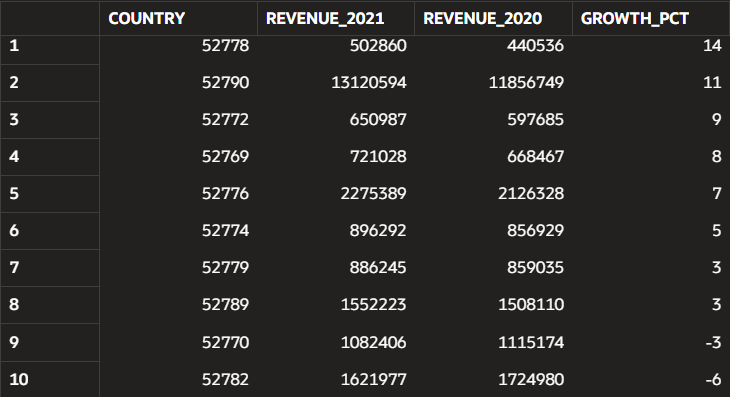 COUNTRY REVENUE_2021 REVENUE_2020 GROWTH_PCT
1 52778 502860 440536 14
2 52790 13120594 11856749 11
3 52772 650987 597685 9
4 52769 721028 668467 8
5 52776 2275389 2126328 7
6 52774 896292 856929 5
7 52779 886245 859035 3
8 52789 1552223 1508110 3
9 52770 1082406 1115174 -3
10 52782 1621977 1724980 -6